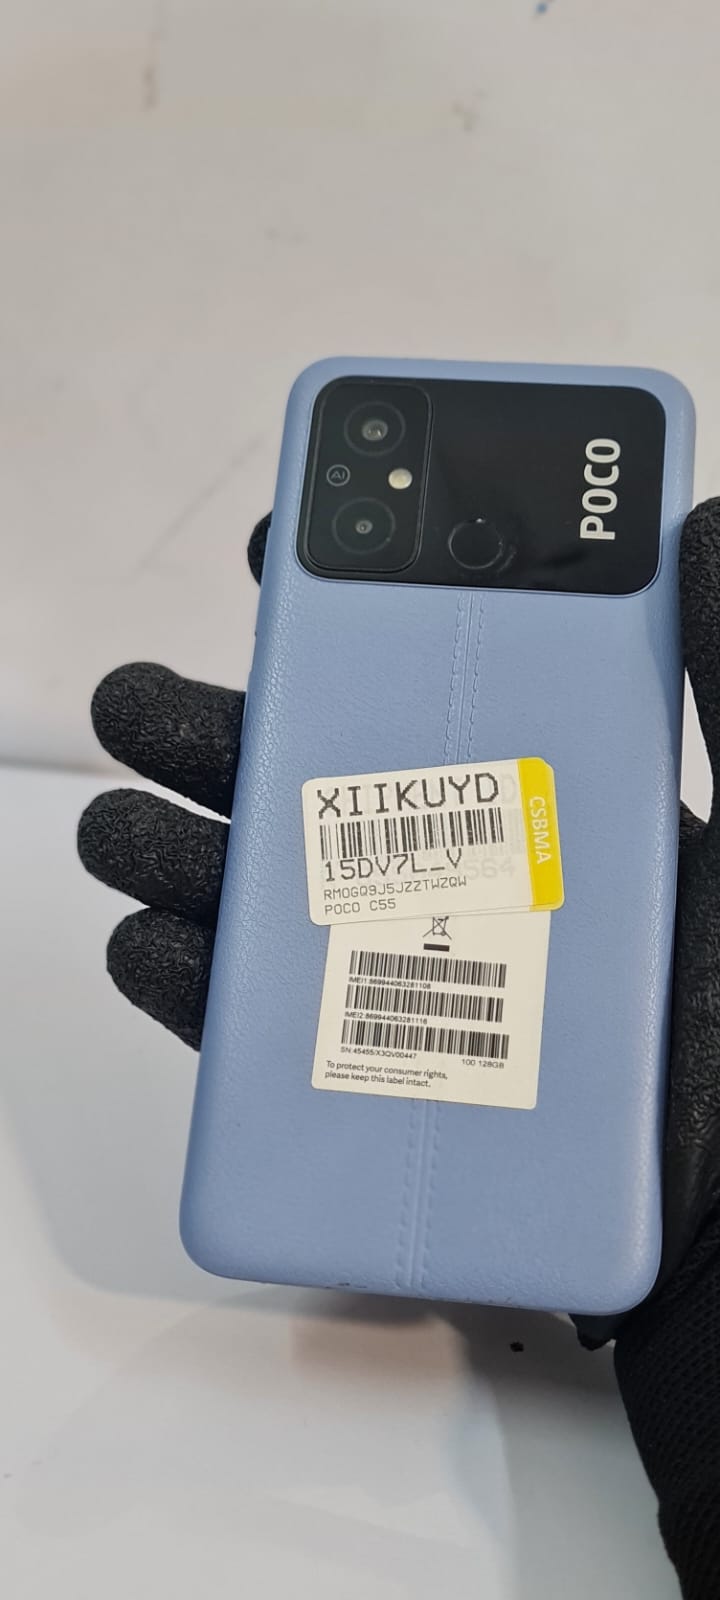 AI
POCO
XIIKUYD
CSBMA
15DV7L_V
RMOGQ9J5JZZTWZQW
POCO C55
IMEI1:869944063281108
IMEI2:869944063281116
SN:45455/X3QV00447
100 128GB
To protect your consumer rights,
please keep this label intact.